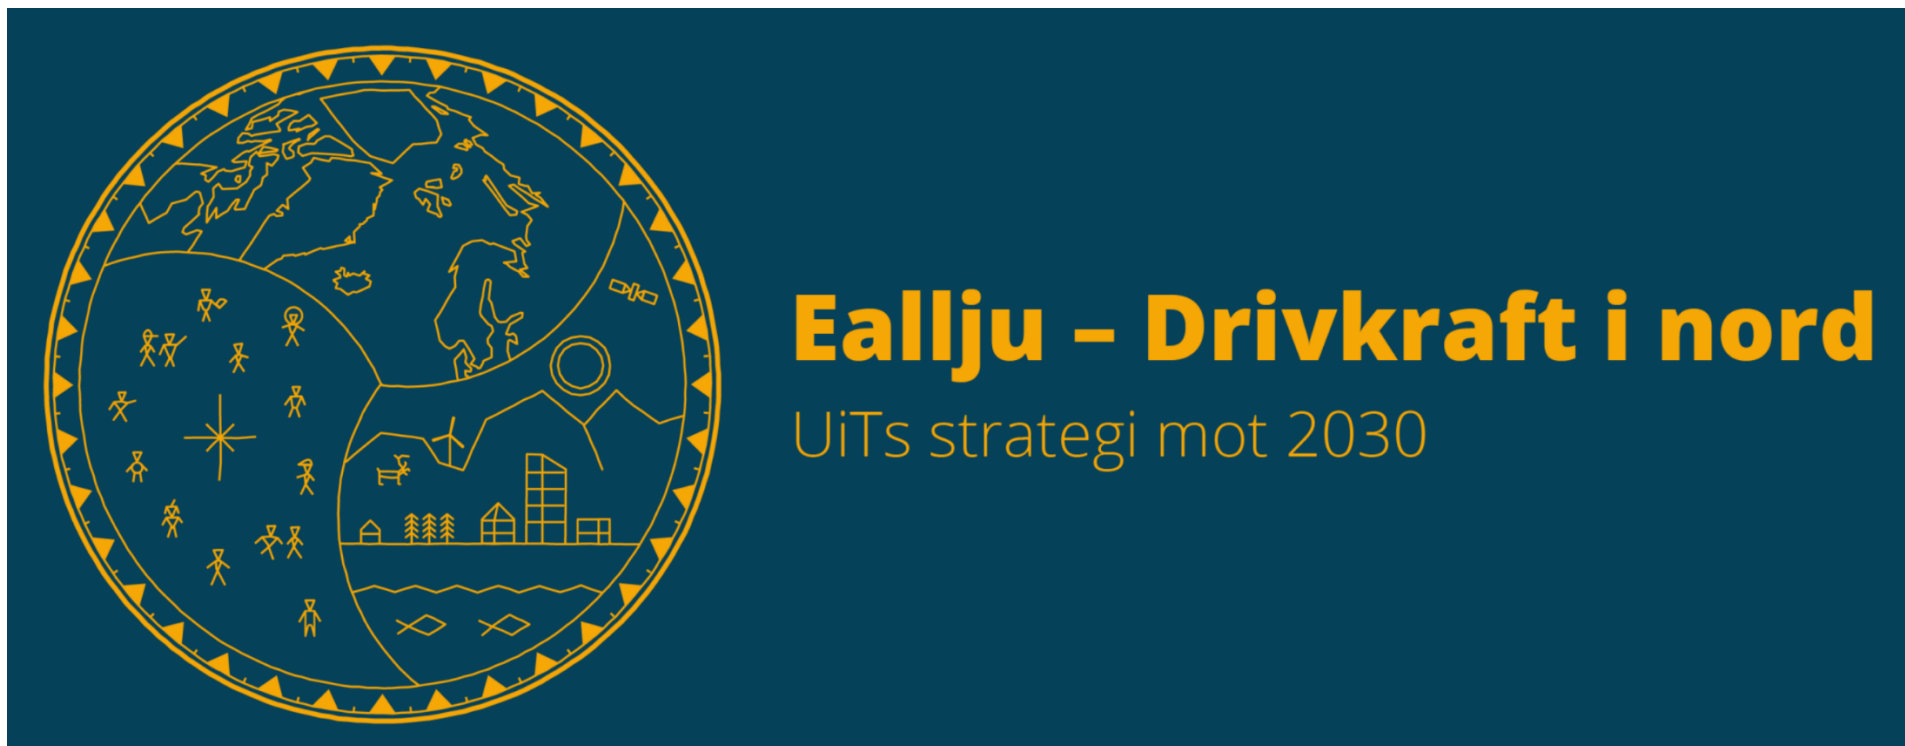 Eallju – Drivkraft i nord
UiTs strategi mot 2030